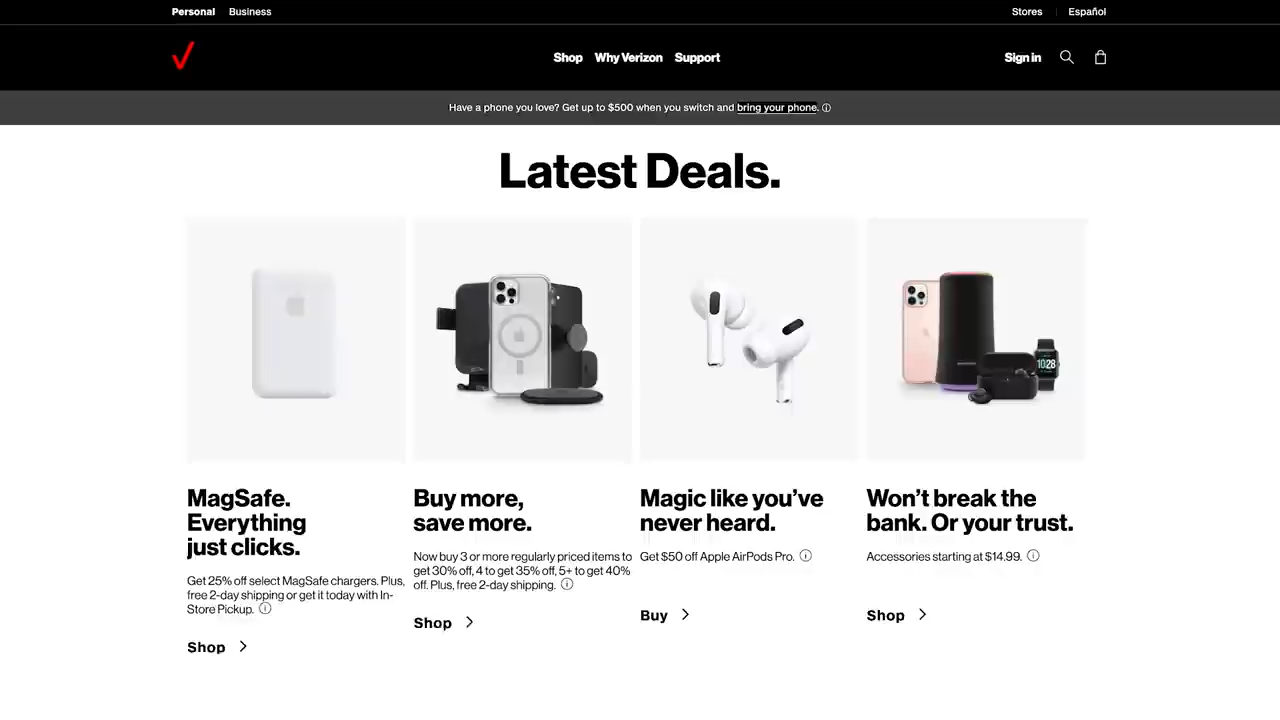 Personal Business Stores Español
Shop Why Verizon Support Sign in
Have a phone you love? Get up to $500 when you switch and bring your phone.
Latest Deals.
10:28
MagSafe.
Everything
just clicks.
Get 25% off select MagSafe chargers. Plus,
free 2-day shipping or get it today with In-
Store Pickup.
Shop
Buy more,
save more.
Now buy 3 or more regularly priced items to
get 30% off, 4 to get 35% off, 5+ to get 40%
off. Plus, free 2-day shipping.
Shop
Magic like you’ve
never heard.
Get $50 off Apple AirPods Pro.
Buy
Won’t break the
bank. Or your trust.
Accessories starting at $14.99.
Shop